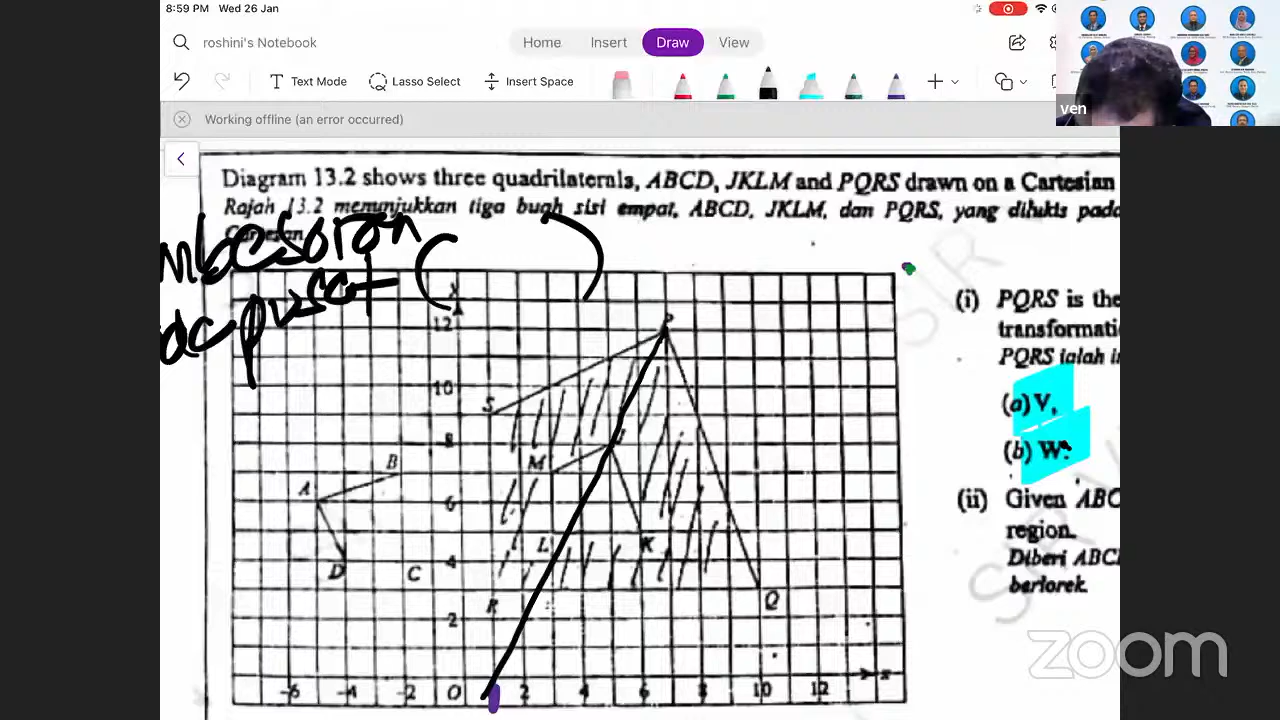 8:59 PM Wed 26 Jan
roshini's Notebook
Home Insert Draw View
Text Mode Lasso Select Insert Space
ven
Working offline (an error occurred)
Diagram 13.2 shows three quadrilaterals, ABCD, JKLM and PQRS drawn on a Cartesian
Rajah 13.2 menunjukkan tiga buah sisi empat, ABCD, JKLM, dan PQRS, yang dilukis pada
Cartesan
(i) PQRS is the
transformati
PQRS ialah i
(a) V,
(b) W.
(ii) Given ABC
region.
Diberi ABC
berlorek.
12
P
10
S
8
J
M
B
A
6
L
K
4
D
C
R
2
Q
-6 -4 -2 O 2 4 6 8 10 12 x
zoom